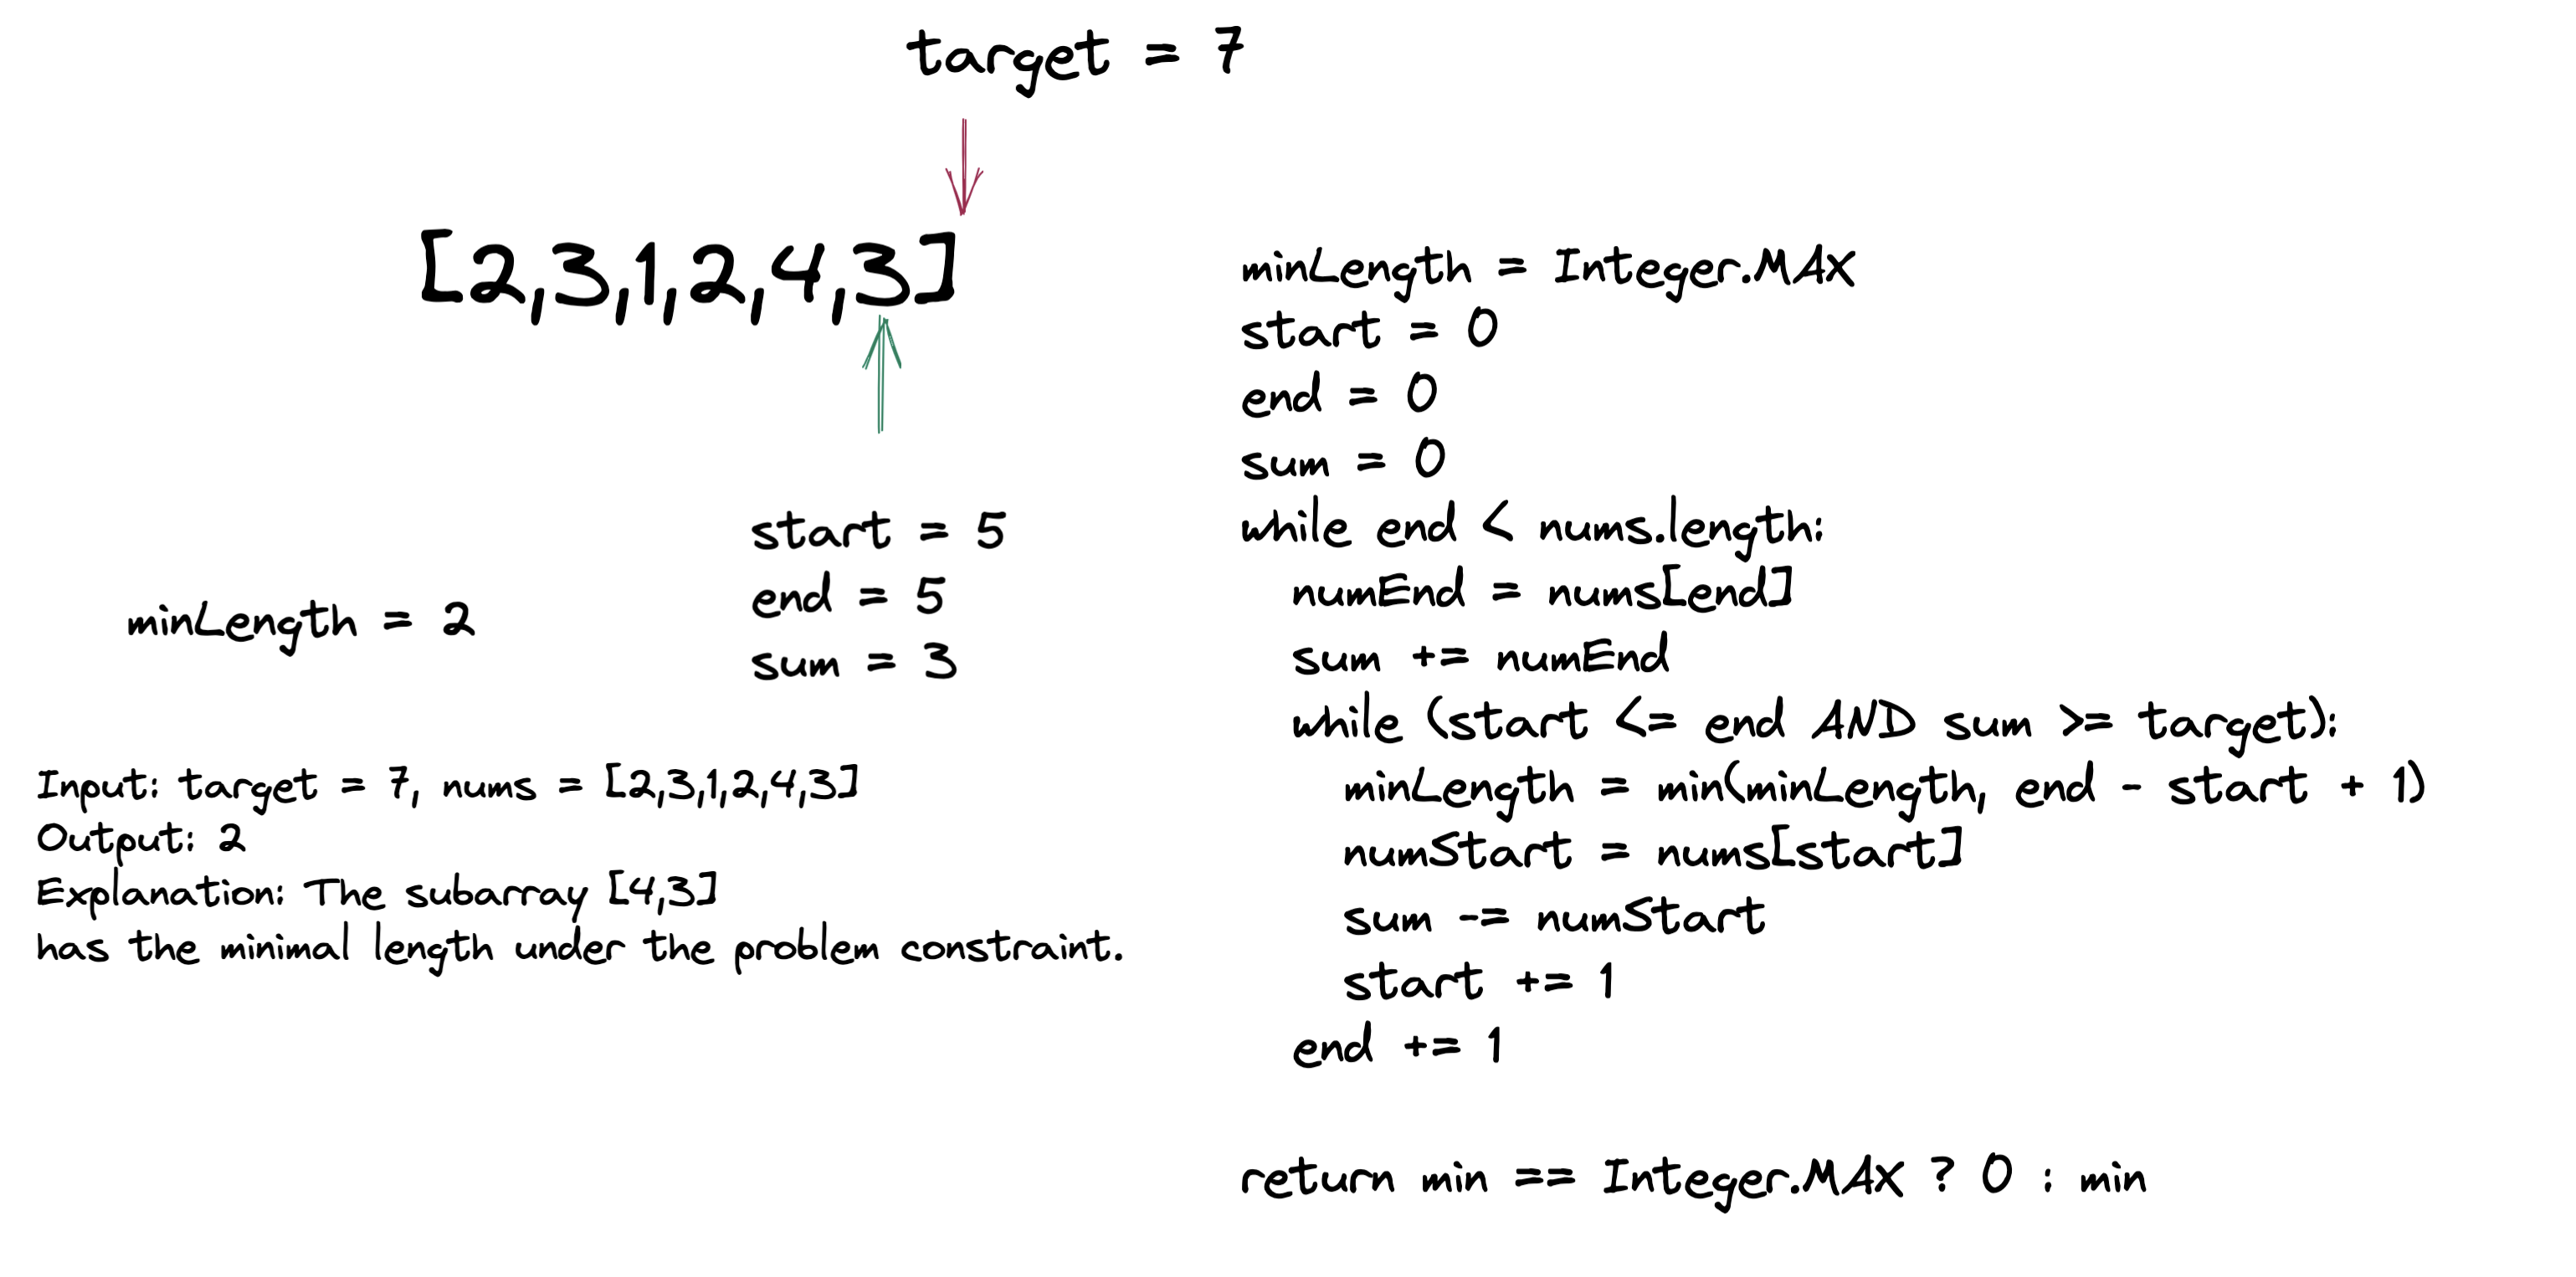 target = 7
[2,3,1,2,4,3]
start = 5
end = 5
sum = 3
minLength = 2
Input: target = 7, nums = [2,3,1,2,4,3]
Output: 2
Explanation: The subarray [4,3]
has the minimal length under the problem constraint.
minLength = Integer.MAX
start = 0
end = 0
sum = 0
while end < nums.length:
numEnd = nums[end]
sum += numEnd
while (start <= end AND sum >= target):
minLength = min(minLength, end - start + 1)
numStart = nums[start]
sum -= numStart
start += 1
end += 1
return min == Integer.MAX ? 0 : min